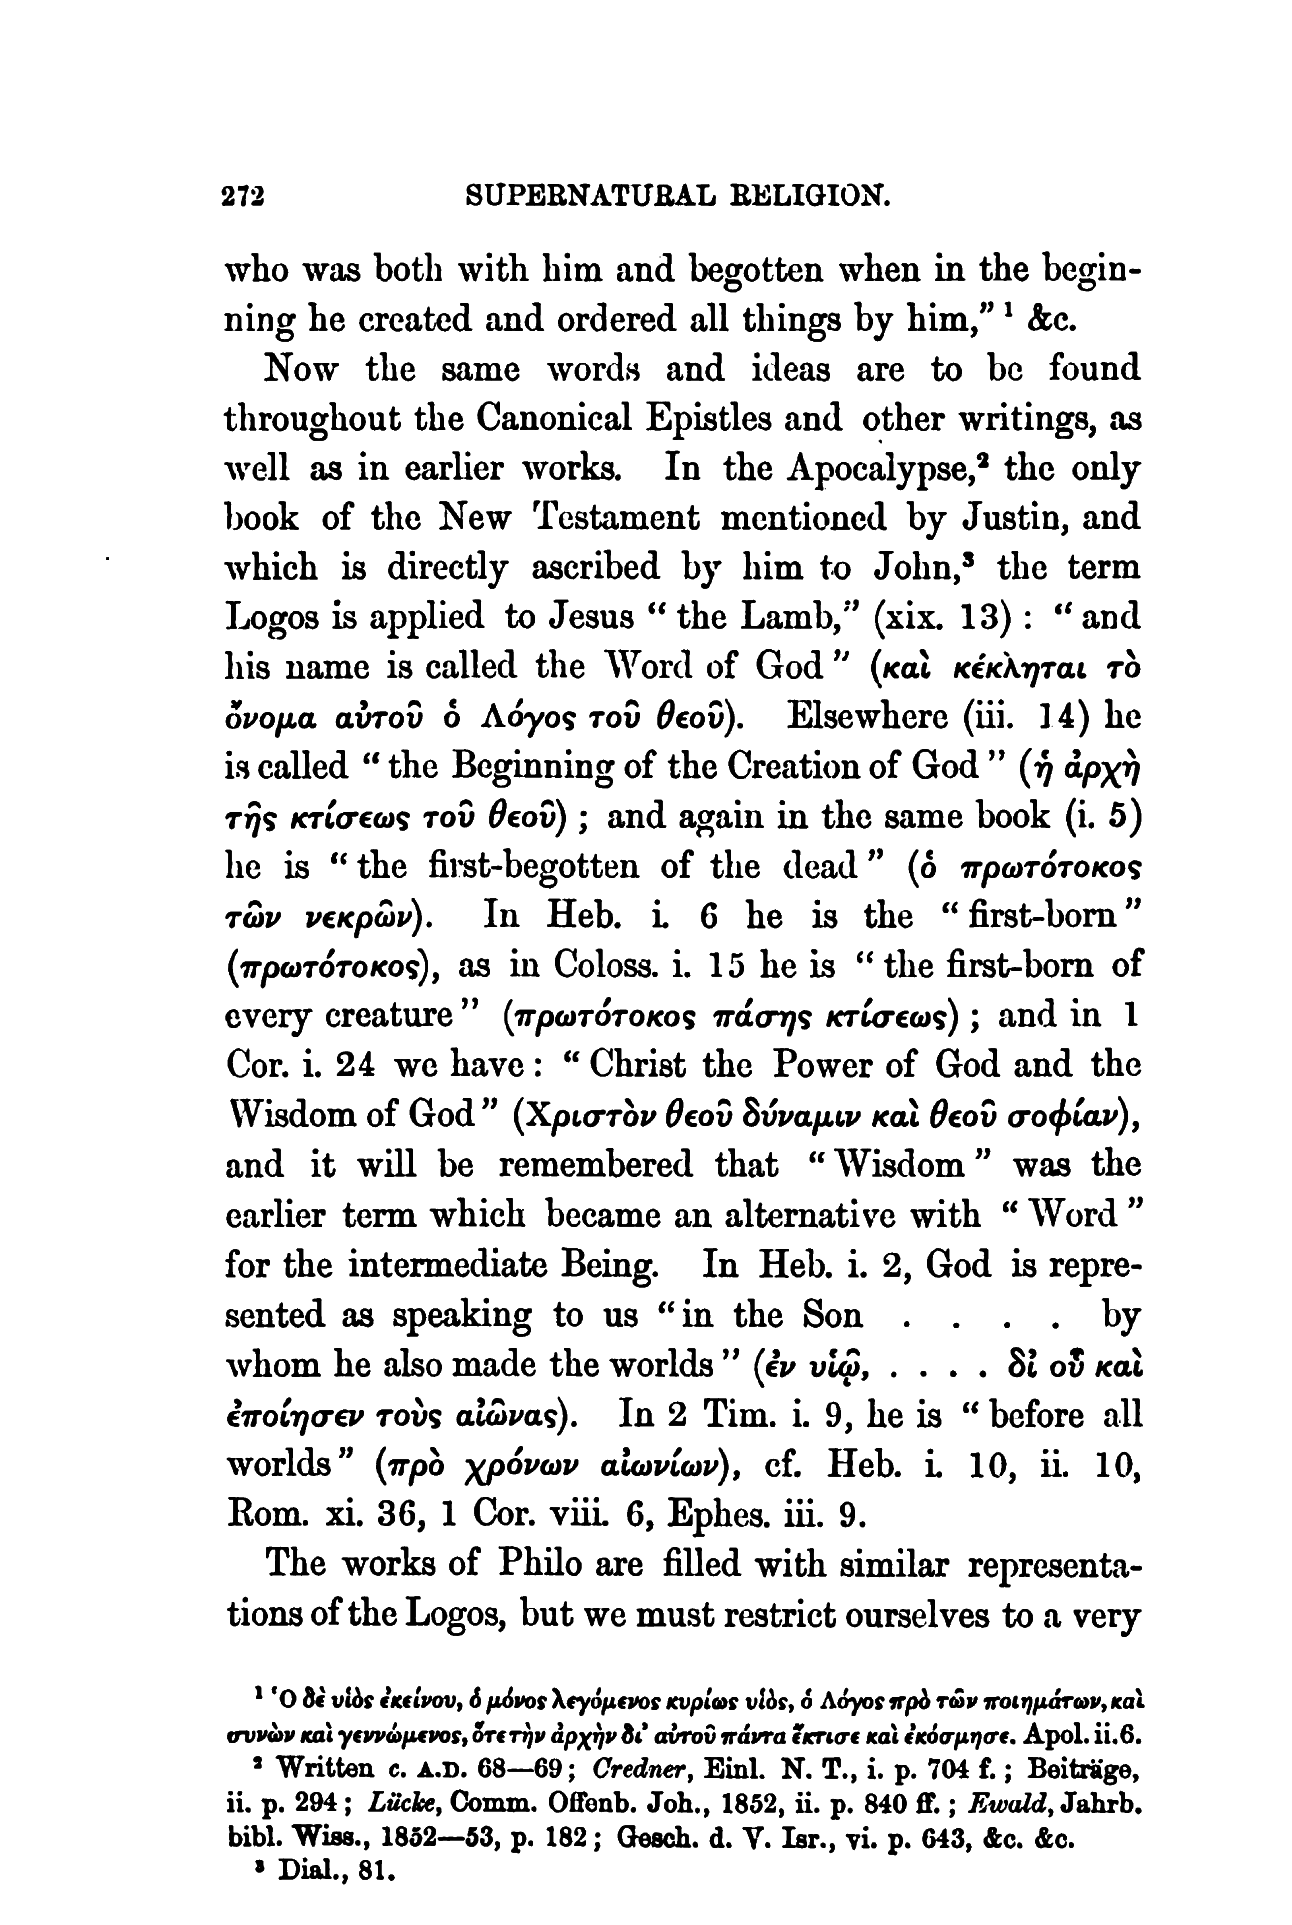 272 SUPERNATURAL RELIGION.
who was both with him and begotten when in the begin-
ning he created and ordered all things by him,” ¹ &c.
Now the same words and ideas are to be found
throughout the Canonical Epistles and other writings, as
well as in earlier works. In the Apocalypse,² the only
book of the New Testament mentioned by Justin, and
which is directly ascribed by him to John,³ the term
Logos is applied to Jesus “the Lamb,” (xix. 13) : “and
his name is called the Word of God” (καὶ κέκληται τὸ
ὄνομα αὐτοῦ ὁ Λόγος τοῦ θεοῦ). Elsewhere (iii. 14) he
is called “the Beginning of the Creation of God” (ἡ ἀρχὴ
τῆς κτίσεως τοῦ θεοῦ) ; and again in the same book (i. 5)
he is “the first-begotten of the dead” (ὁ πρωτότοκος
τῶν νεκρῶν). In Heb. i. 6 he is the “first-born”
(πρωτότοκος), as in Coloss. i. 15 he is “the first-born of
every creature” (πρωτότοκος πάσης κτίσεως) ; and in 1
Cor. i. 24 we have : “Christ the Power of God and the
Wisdom of God” (Χριστὸν θεοῦ δύναμιν καὶ θεοῦ σοφίαν),
and it will be remembered that “Wisdom” was the
earlier term which became an alternative with “Word”
for the intermediate Being. In Heb. i. 2, God is repre-
sented as speaking to us “in the Son . . . . by
whom he also made the worlds” (ἐν υἱῷ, . . . . δἰ οὗ καὶ
ἐποίησεν τοὺς αἰῶνας). In 2 Tim. i. 9, he is “before all
worlds” (πρὸ χρόνων αἰωνίων), cf. Heb. i. 10, ii. 10,
Rom. xi. 36, 1 Cor. viii. 6, Ephes. iii. 9.
The works of Philo are filled with similar representa-
tions of the Logos, but we must restrict ourselves to a very
¹ Ὁ δὲ υἱὸς ἐκείνου, ὁ μόνος λεγόμενος κυρίως υἱὸς, ὁ Λόγος πρὸ τῶν ποιημάτων, καὶ
συνὼν καὶ γεννώμενος, ὅτε τὴν ἀρχὴν δι’ αὐτοῦ πάντα ἔκτισε καὶ ἐκόσμησε. Apol. ii. 6.
² Written c. A.D. 68—69 ; Credner, Einl. N. T., i. p. 704 f. ; Beiträge,
ii. p. 294 ; Lücke, Comm. Offenb. Joh., 1852, ii. p. 840 ff. ; Ewald, Jahrb.
bibl. Wiss., 1852—53, p. 182 ; Gesch. d. V. Isr., vi. p. 643, &c. &c.
³ Dial., 81.